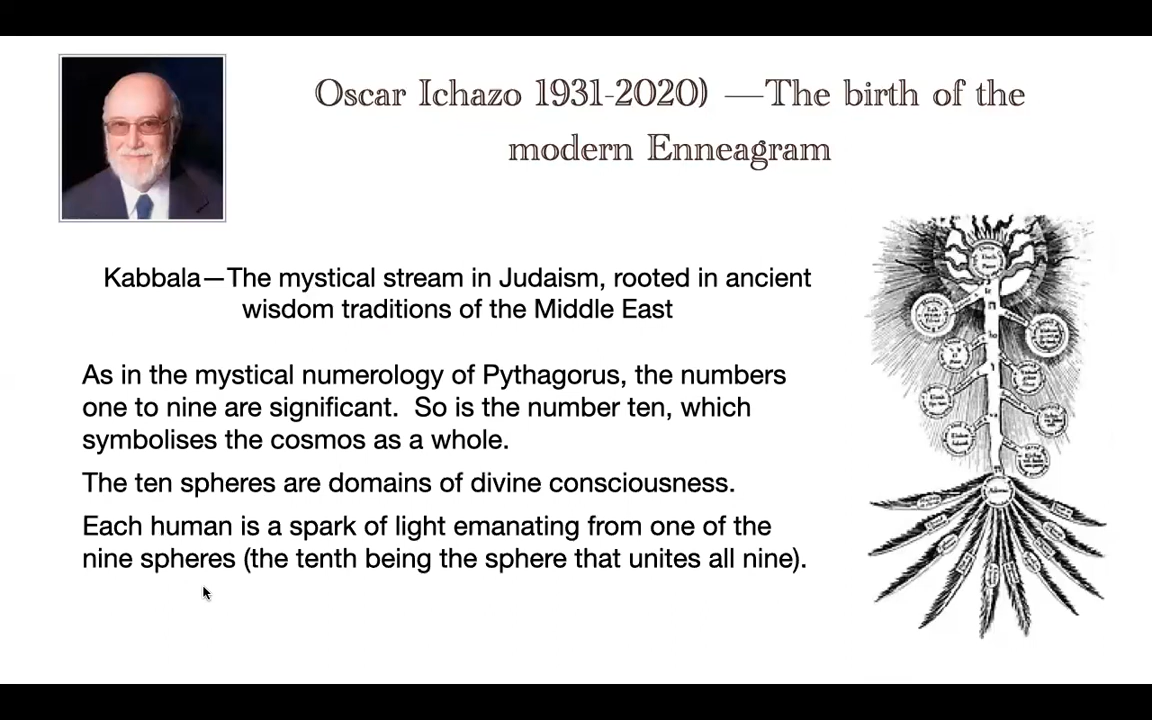 Oscar Ichazo 1931-2020) —The birth of the
modern Enneagram
Kabbala—The mystical stream in Judaism, rooted in ancient
wisdom traditions of the Middle East
As in the mystical numerology of Pythagorus, the numbers
one to nine are significant.  So is the number ten, which
symbolises the cosmos as a whole.
The ten spheres are domains of divine consciousness.
Each human is a spark of light emanating from one of the
nine spheres (the tenth being the sphere that unites all nine).